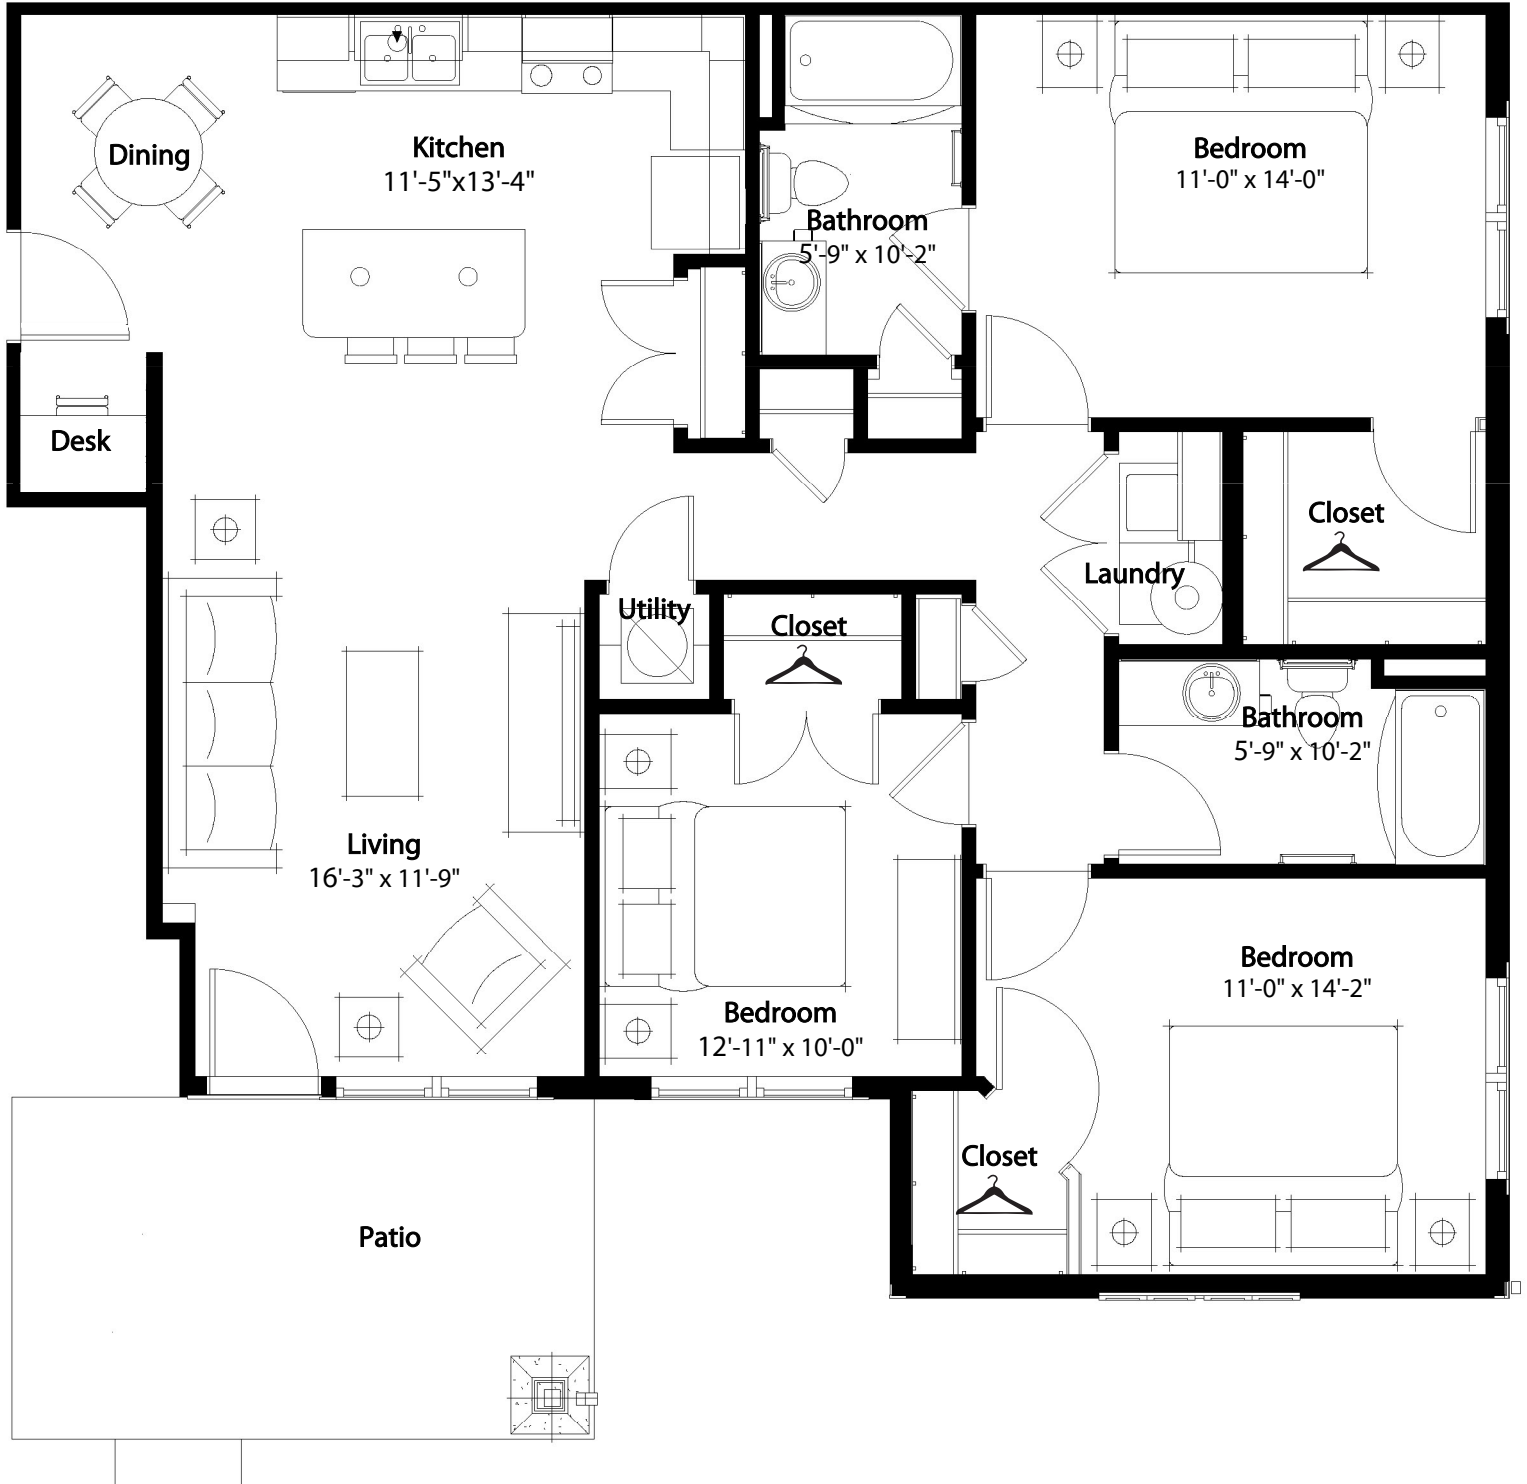 Dining
Kitchen
11'-5"x13'-4"
Bathroom
5'-9" x 10'-2"
Bedroom
11'-0" x 14'-0"
Desk
Closet
Laundry
Utility
Closet
Bathroom
5'-9" x 10'-2"
Living
16'-3" x 11'-9"
Bedroom
12'-11" x 10'-0"
Bedroom
11'-0" x 14'-2"
Closet
Patio